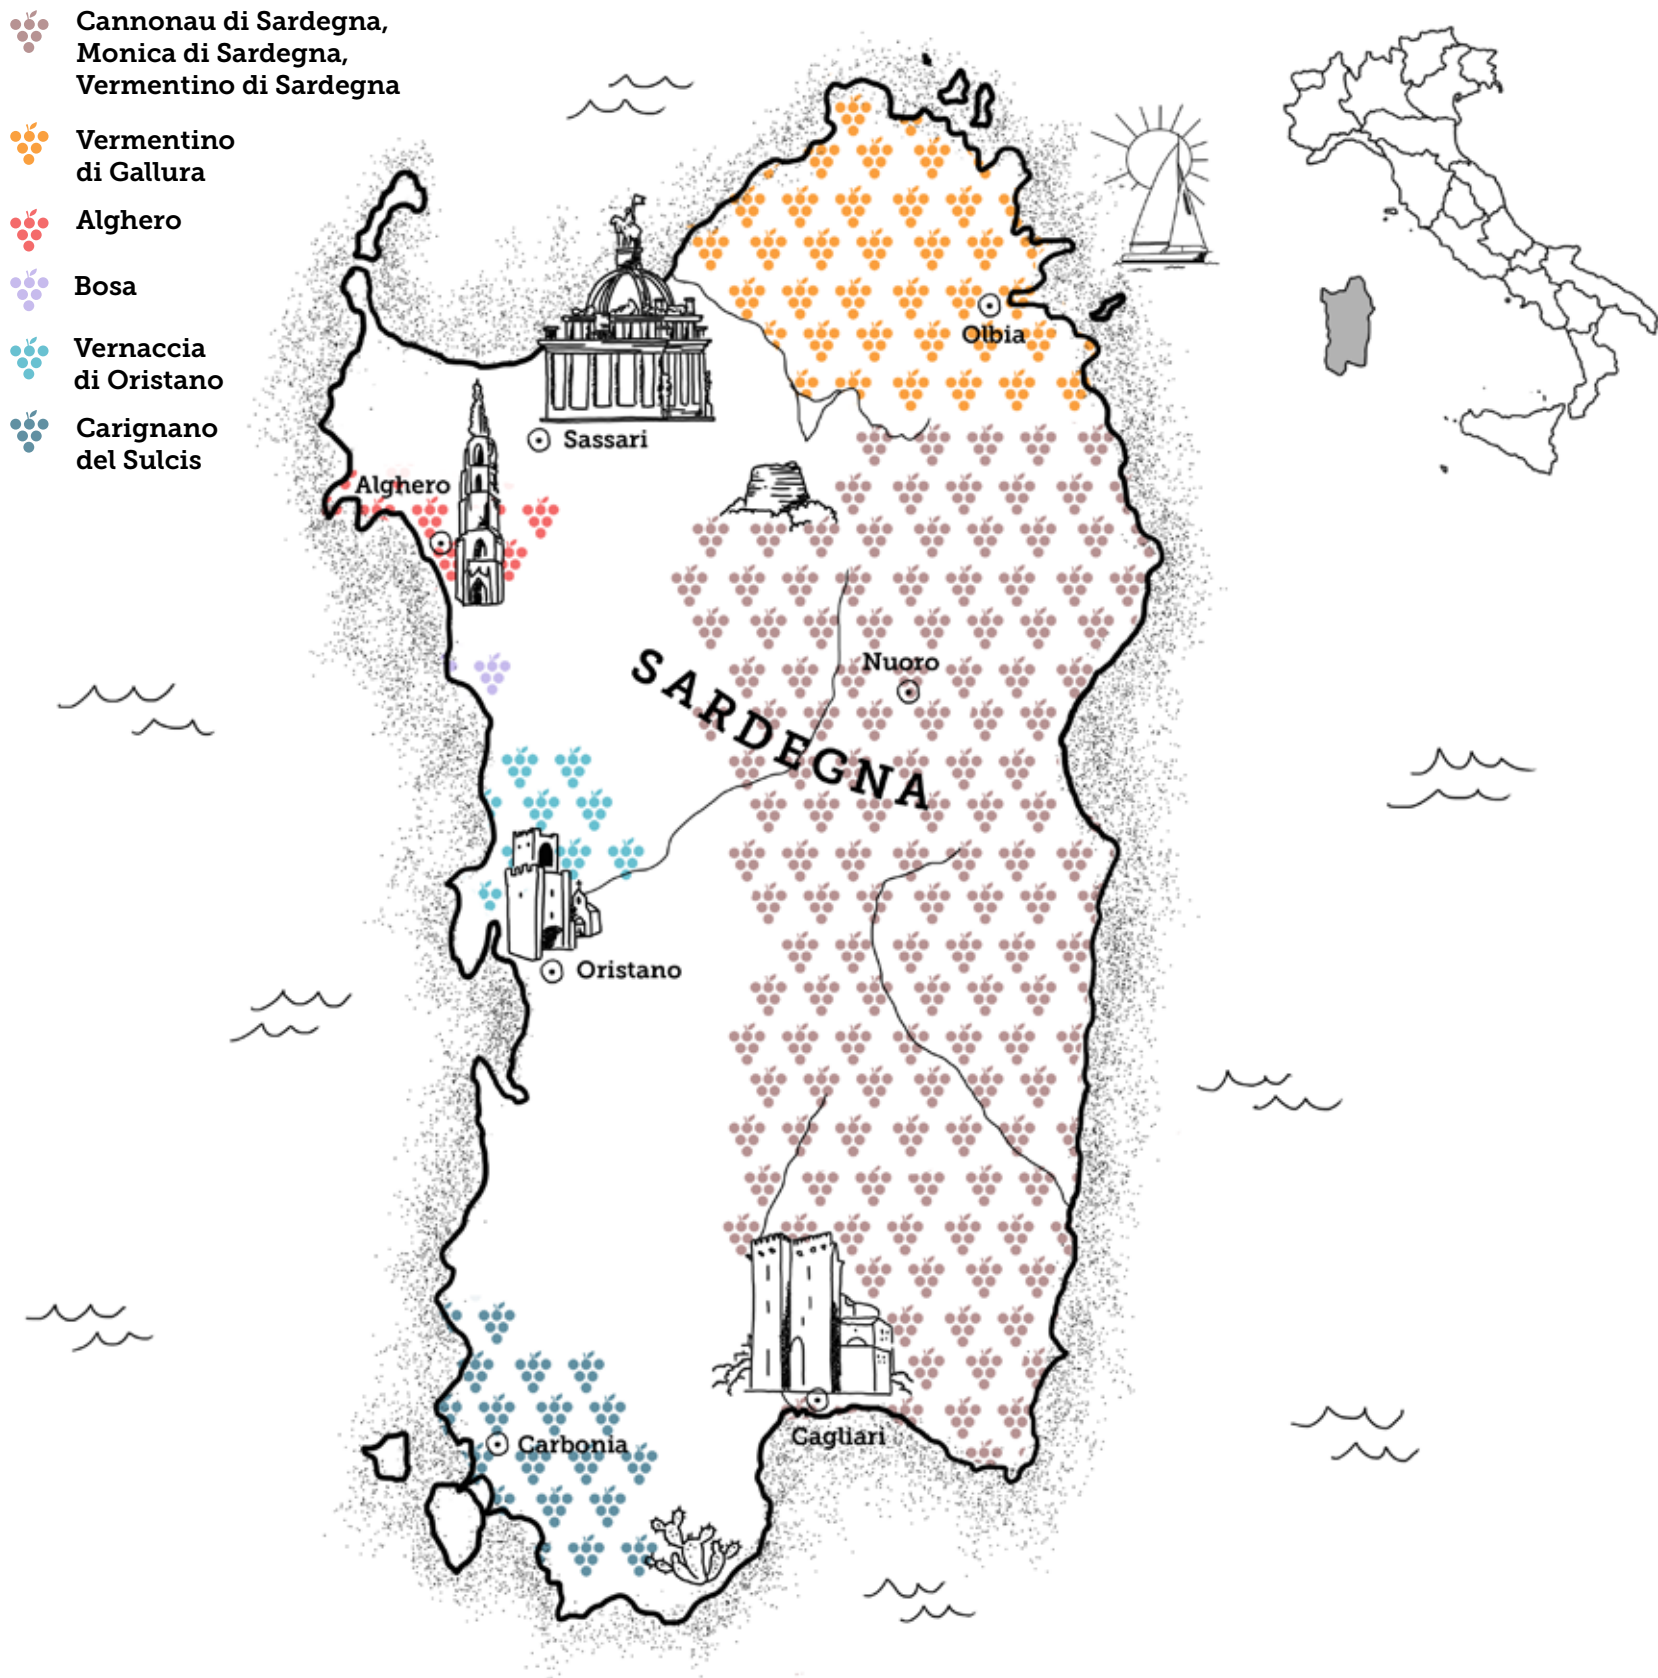 Cannonau di Sardegna,
Monica di Sardegna,
Vermentino di Sardegna
Vermentino
di Gallura
Alghero
Bosa
Vernaccia
di Oristano
Carignano
del Sulcis
Olbia
Sassari
Alghero
Nuoro
SARDEGNA
Oristano
Cagliari
Carbonia